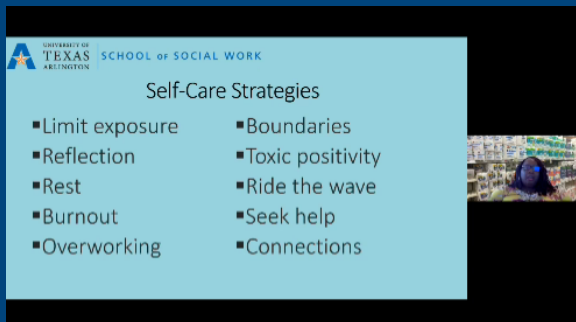 UNIVERSITY OF
TEXAS
ARLINGTON
SCHOOL OF SOCIAL WORK
Self-Care Strategies
▪Limit exposure
▪Reflection
▪Rest
▪Burnout
▪Overworking
▪Boundaries
▪Toxic positivity
▪Ride the wave
▪Seek help
▪Connections